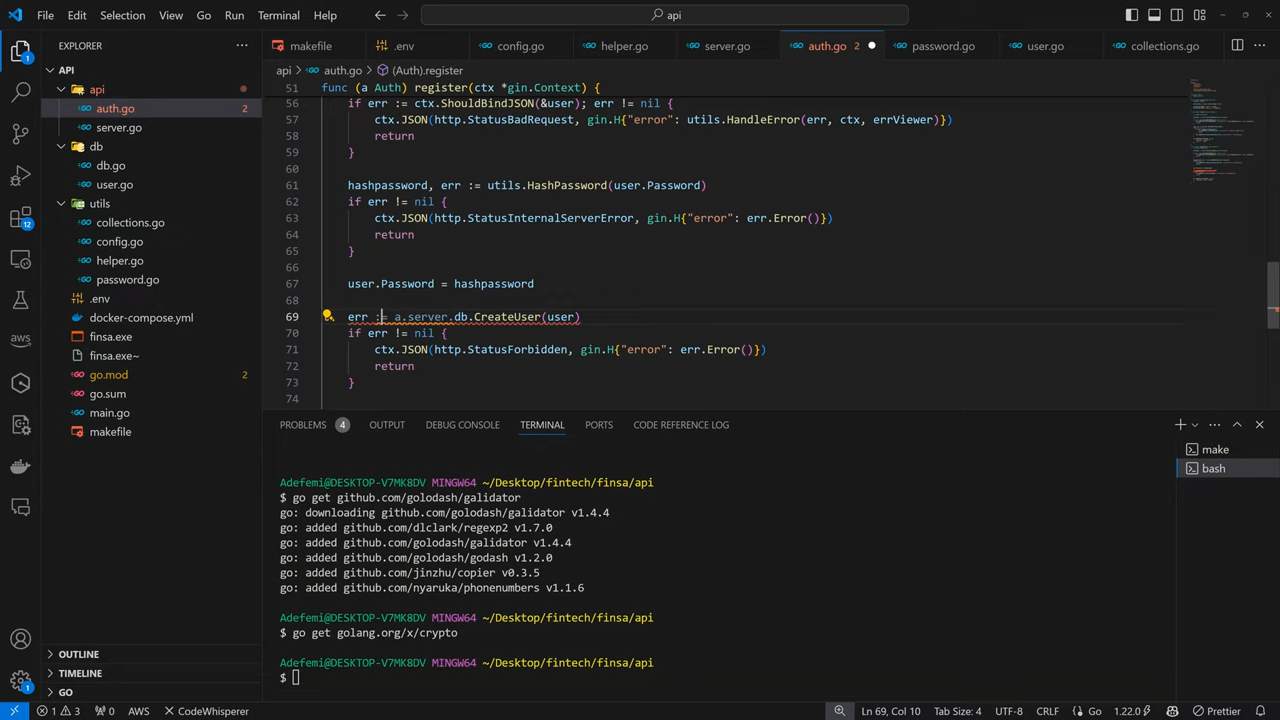 File Edit Selection View Go Run Terminal Help api
EXPLORER
makefile .env config.go helper.go server.go auth.go 2 password.go user.go collections.go
API
api > auth.go > (Auth).register
api
auth.go 2
server.go
db
db.go
user.go
utils
collections.go
config.go
helper.go
password.go
.env
docker-compose.yml
finsa.exe
finsa.exe~
go.mod 2
go.sum
main.go
makefile
OUTLINE
TIMELINE
GO
1
12
aws
1
51 func (a Auth) register(ctx *gin.Context) {
56 if err := ctx.ShouldBindJSON(&user); err != nil {
57 ctx.JSON(http.StatusBadRequest, gin.H{"error": utils.HandleError(err, ctx, errViewer)})
58 return
59 }
60
61 hashpassword, err := utils.HashPassword(user.Password)
62 if err != nil {
63 ctx.JSON(http.StatusInternalServerError, gin.H{"error": err.Error()})
64 return
65 }
66
67 user.Password = hashpassword
68
69 err := a.server.db.CreateUser(user)
70 if err != nil {
71 ctx.JSON(http.StatusForbidden, gin.H{"error": err.Error()})
72 return
73 }
74
PROBLEMS 4 OUTPUT DEBUG CONSOLE TERMINAL PORTS CODE REFERENCE LOG
make
bash
Adefemi@DESKTOP-V7MK8DV MINGW64 ~/Desktop/fintech/finsa/api
$ go get github.com/golodash/galidator
go: downloading github.com/golodash/galidator v1.4.4
go: added github.com/dlclark/regexp2 v1.7.0
go: added github.com/golodash/galidator v1.4.4
go: added github.com/golodash/godash v1.2.0
go: added github.com/jinzhu/copier v0.3.5
go: added github.com/nyaruka/phonenumbers v1.1.6
Adefemi@DESKTOP-V7MK8DV MINGW64 ~/Desktop/fintech/finsa/api
$ go get golang.org/x/crypto
Adefemi@DESKTOP-V7MK8DV MINGW64 ~/Desktop/fintech/finsa/api
$
1 3 0 AWS CodeWhisperer Ln 69, Col 10 Tab Size: 4 UTF-8 CRLF Go 1.22.0 Prettier